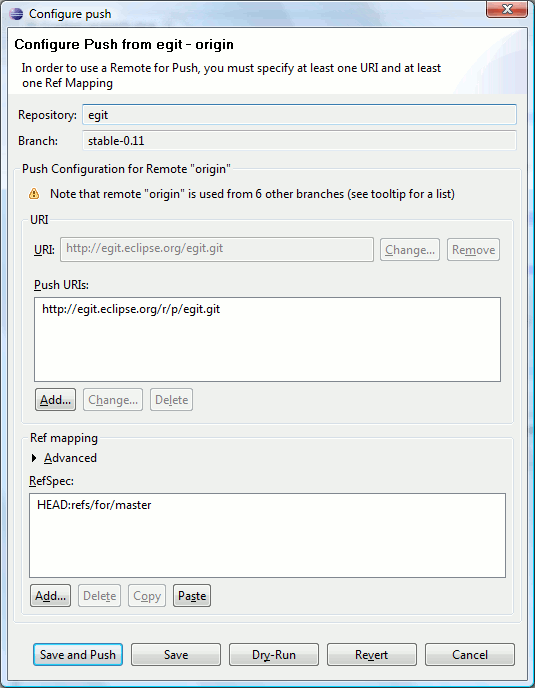 Configure push
Configure Push from egit - origin
In order to use a Remote for Push, you must specify at least one URI and at least
one Ref Mapping
Repository: egit
Branch: stable-0.11
Push Configuration for Remote "origin"
Note that remote "origin" is used from 6 other branches (see tooltip for a list)
URI
URI: http://egit.eclipse.org/egit.git Change... Remove
Push URIs:
http://egit.eclipse.org/r/p/egit.git
Add... Change... Delete
Ref mapping
Advanced
RefSpec:
HEAD:refs/for/master
Add... Delete Copy Paste
Save and Push Save Dry-Run Revert Cancel